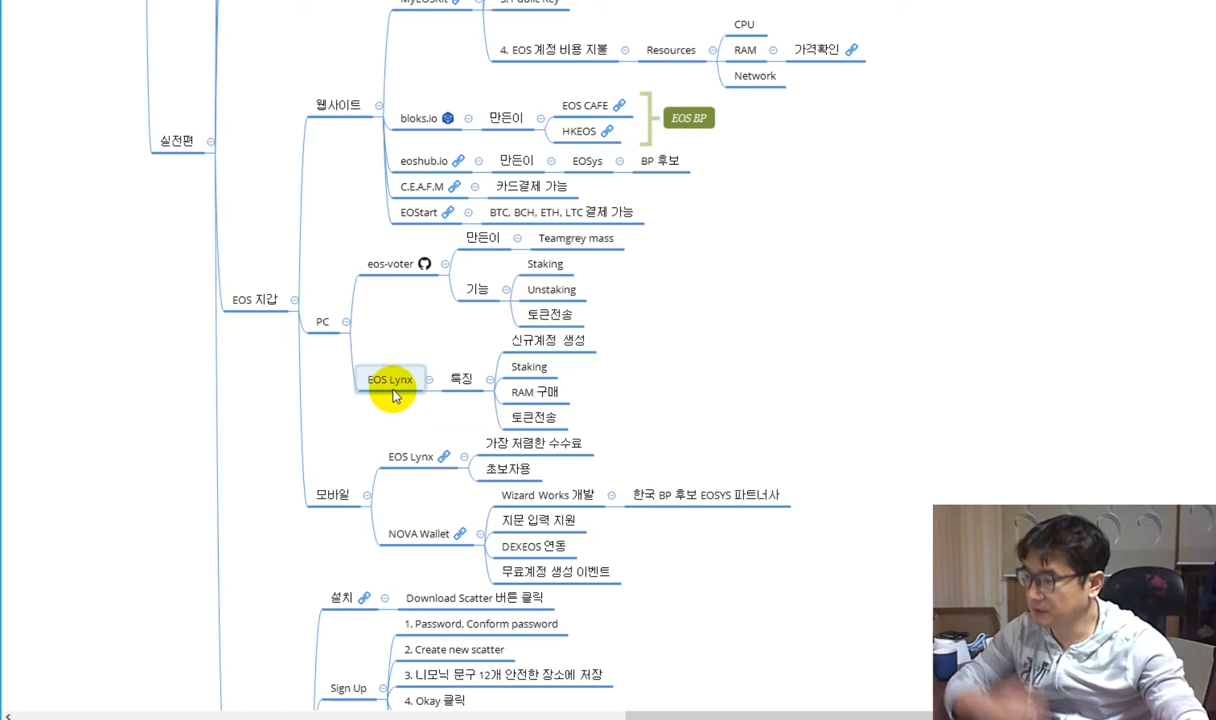 MyEOSKit
3. Public Key
CPU
4. EOS 계정 비용 지불
Resources
RAM
가격확인
Network
웹사이트
EOS CAFE
bloks.io
만든이
EOS BP
HKEOS
실전편
eoshub.io
만든이
EOSys
BP 후보
C.E.A.F.M
카드결제 가능
EOStart
BTC, BCH, ETH, LTC 결제 가능
만든이
Teamgrey mass
eos-voter
Staking
기능
Unstaking
EOS 지갑
토큰전송
PC
신규계정 생성
Staking
EOS Lynx
특징
RAM 구매
토큰전송
가장 저렴한 수수료
EOS Lynx
초보자용
모바일
Wizard Works 개발
한국 BP 후보 EOSYS 파트너사
지문 입력 지원
NOVA Wallet
DEXEOS 연동
무료계정 생성 이벤트
설치
Download Scatter 버튼 클릭
1. Password, Conform password
2. Create new scatter
3. 니모닉 문구 12개 안전한 장소에 저장
Sign Up
4. Okay 클릭